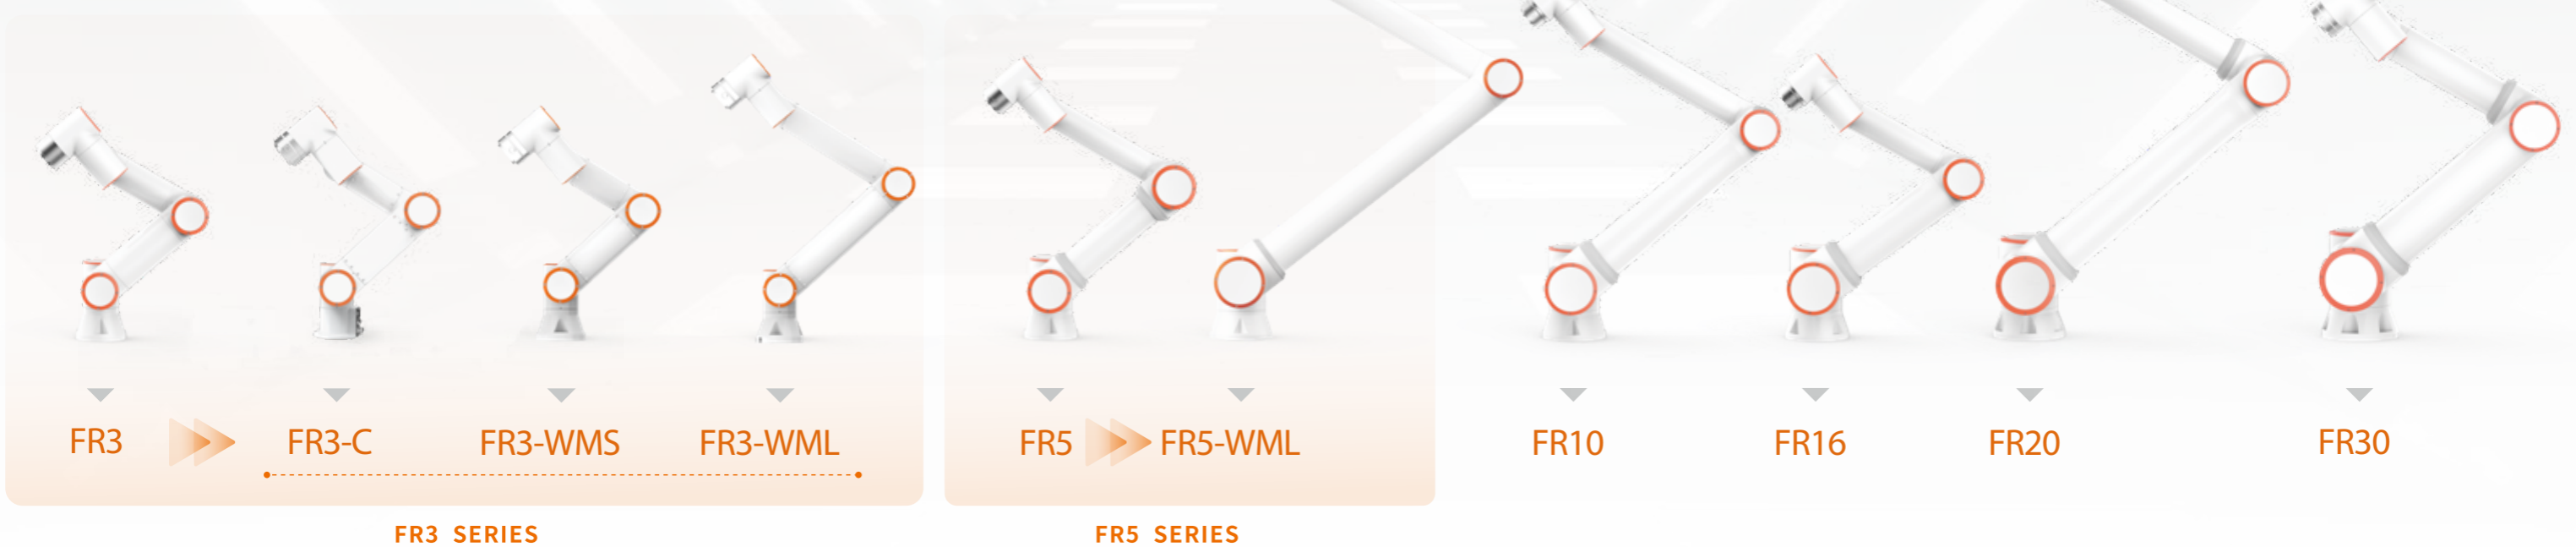 FR3
FR3-C
FR3-WMS
FR3-WML
FR5
FR5-WML
FR10
FR16
FR20
FR30
FR3 SERIES
FR5 SERIES